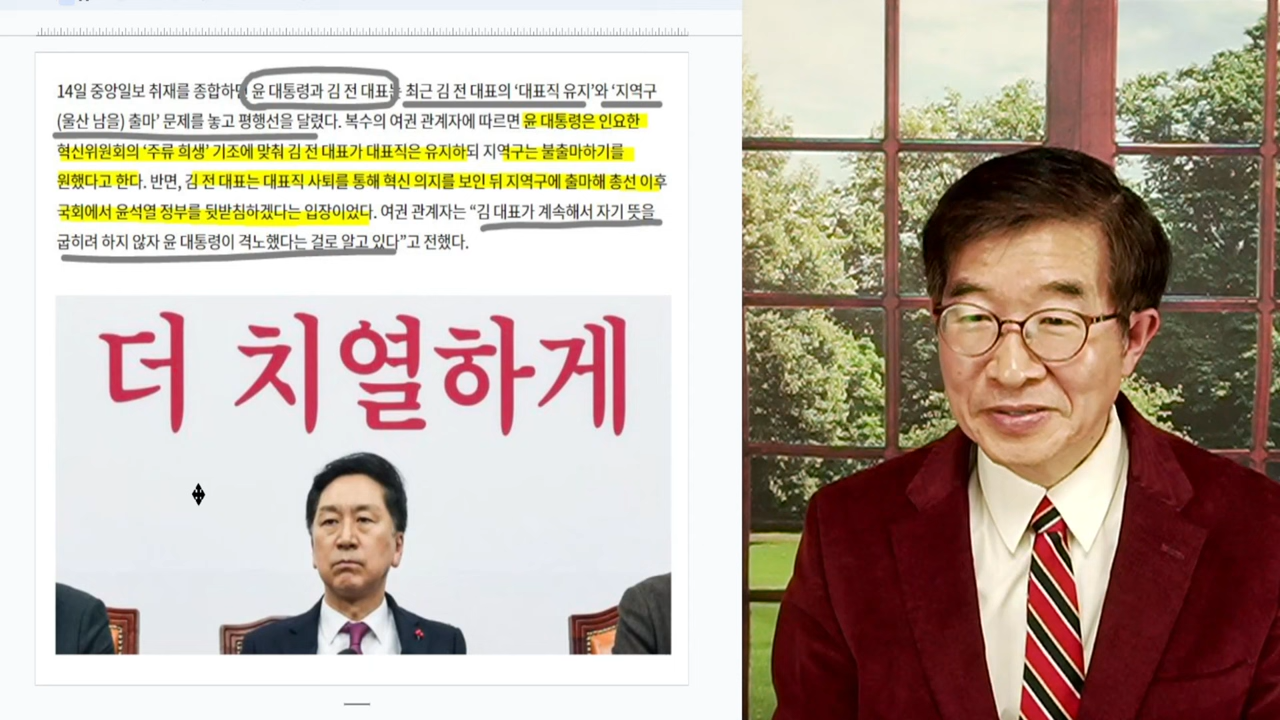 14일 중앙일보 취재를 종합하면 윤 대통령과 김 전 대표는 최근 김 전 대표의 ‘대표직 유지’와 ‘지역구
(울산 남을) 출마’ 문제를 놓고 평행선을 달렸다. 복수의 여권 관계자에 따르면 윤 대통령은 인요한
혁신위원회의 ‘주류 희생’ 기조에 맞춰 김 전 대표가 대표직은 유지하되 지역구는 불출마하기를
원했다고 한다. 반면, 김 전 대표는 대표직 사퇴를 통해 혁신 의지를 보인 뒤 지역구에 출마해 총선 이후
국회에서 윤석열 정부를 뒷받침하겠다는 입장이었다. 여권 관계자는 “김 대표가 계속해서 자기 뜻을
굽히려 하지 않자 윤 대통령이 격노했다는 걸로 알고 있다”고 전했다.
더 치열하게